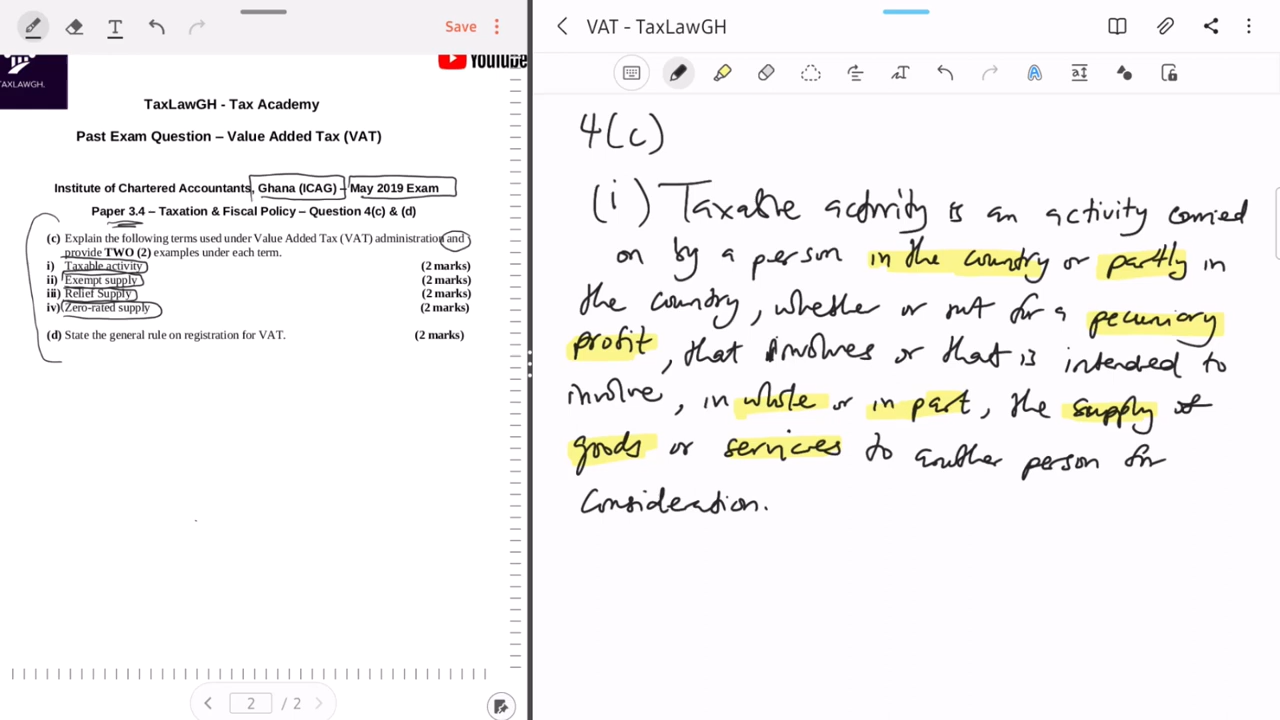 Save
YouTube
TAXLAWGH.
TaxLawGH - Tax Academy
Past Exam Question – Value Added Tax (VAT)
Institute of Chartered Accountants, Ghana (ICAG) – May 2019 Exam
Paper 3.4 – Taxation & Fiscal Policy – Question 4(c) & (d)
(c) Explain the following terms used under Value Added Tax (VAT) administration and
provide TWO (2) examples under each term.
i) Taxable activity (2 marks)
ii) Exempt supply (2 marks)
iii) Relief Supply (2 marks)
iv) Zero-rated supply (2 marks)
(d) State the general rule on registration for VAT. (2 marks)
2 / 2
VAT - TaxLawGH
4(c)
(i) Taxable activity is an activity carried
on by a person in the country or partly in
the country, whether or not for a pecuniary
profit, that involves or that is intended to
involve, in whole or in part, the supply of
goods or services to another person for
consideration.